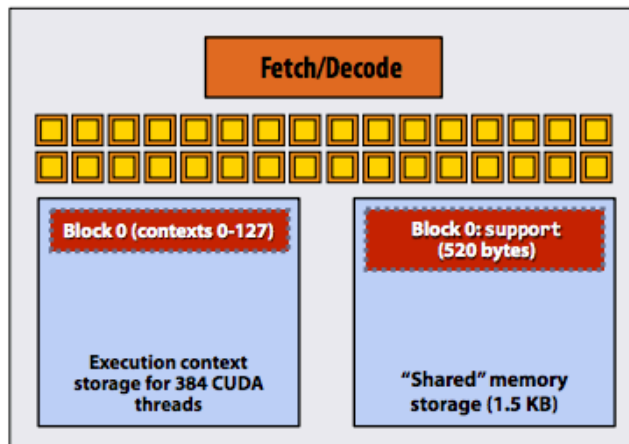 Fetch/Decode
Block 0 (contexts 0-127)
Execution context
storage for 384 CUDA
threads
Block 0: support
(520 bytes)
“Shared” memory
storage (1.5 KB)